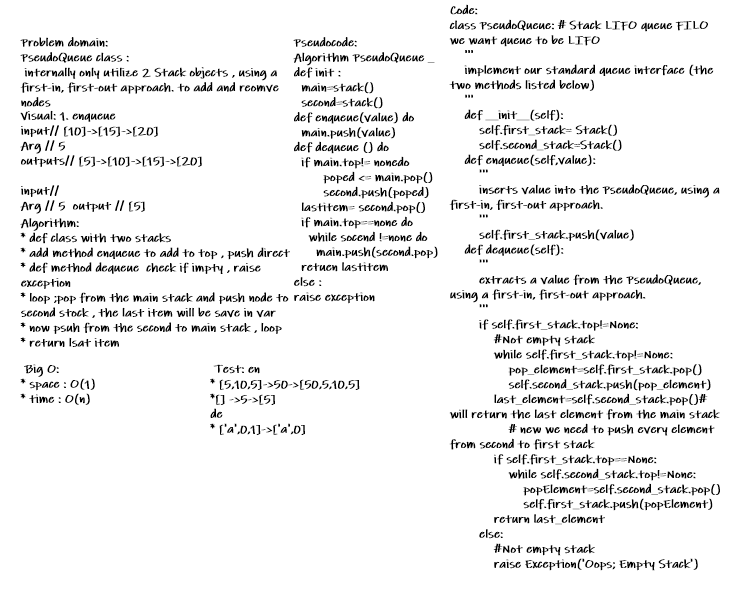 Problem domain:
PseudoQueue class :
internally only utilize 2 Stack objects , using a
first-in, first-out approach. to add and reomve
nodes
Visual: 1. enqueue
input// [10]->[15]->[20]
Arg // 5
outputs// [5]->[10]->[15]->[20]
input//
Arg // 5 output // [5]
Algorithm:
* def class with two stacks
* add method enqueue to add to top , push direct
* def method dequeue check if impty , raise
exception
* loop ;pop from the main stack and push node to
second stock , the last item will be save in var
* now psuh from the second to main stack , loop
* return lsat item
Big O:
* space : O(1)
* time : O(n)
Pseudocode:
Algorithm PseudoQueue _
def init :
main=stack()
second=stack()
def enqueue(value) do
main.push(value)
def dequeue () do
if main.top!= nonedo
poped <= main.pop()
second.push(poped)
lastitem= second.pop()
if main.top==none do
while socend !=none do
main.push(second.pop)
retuen lastitem
else :
raise exception
Test: en
* [5,10,5]->50->[50,5,10,5]
*[] ->5->[5]
de
* ['a',0,1]->['a',0]
Code:
class PseudoQueue: # Stack LIFO queue FILO
we want queue to be LIFO
"""
implement our standard queue interface (the
two methods listed below)
"""
def __init__(self):
self.first_stack= Stack()
self.second_stack=Stack()
def enqueue(self,value):
"""
inserts value into the PseudoQueue, using a
first-in, first-out approach.
"""
self.first_stack.push(value)
def dequeue(self):
"""
extracts a value from the PseudoQueue,
using a first-in, first-out approach.
"""
if self.first_stack.top!=None:
#Not empty stack
while self.first_stack.top!=None:
pop_element=self.first_stack.pop()
self.second_stack.push(pop_element)
last_element=self.second_stack.pop()#
will return the last element from the main stack
# new we need to push every element
from second to first stack
if self.first_stack.top==None:
while self.second_stack.top!=None:
popElement=self.second_stack.pop()
self.first_stack.push(popElement)
return last_element
else:
#Not empty stack
raise Exception('Oops; Empty Stack')